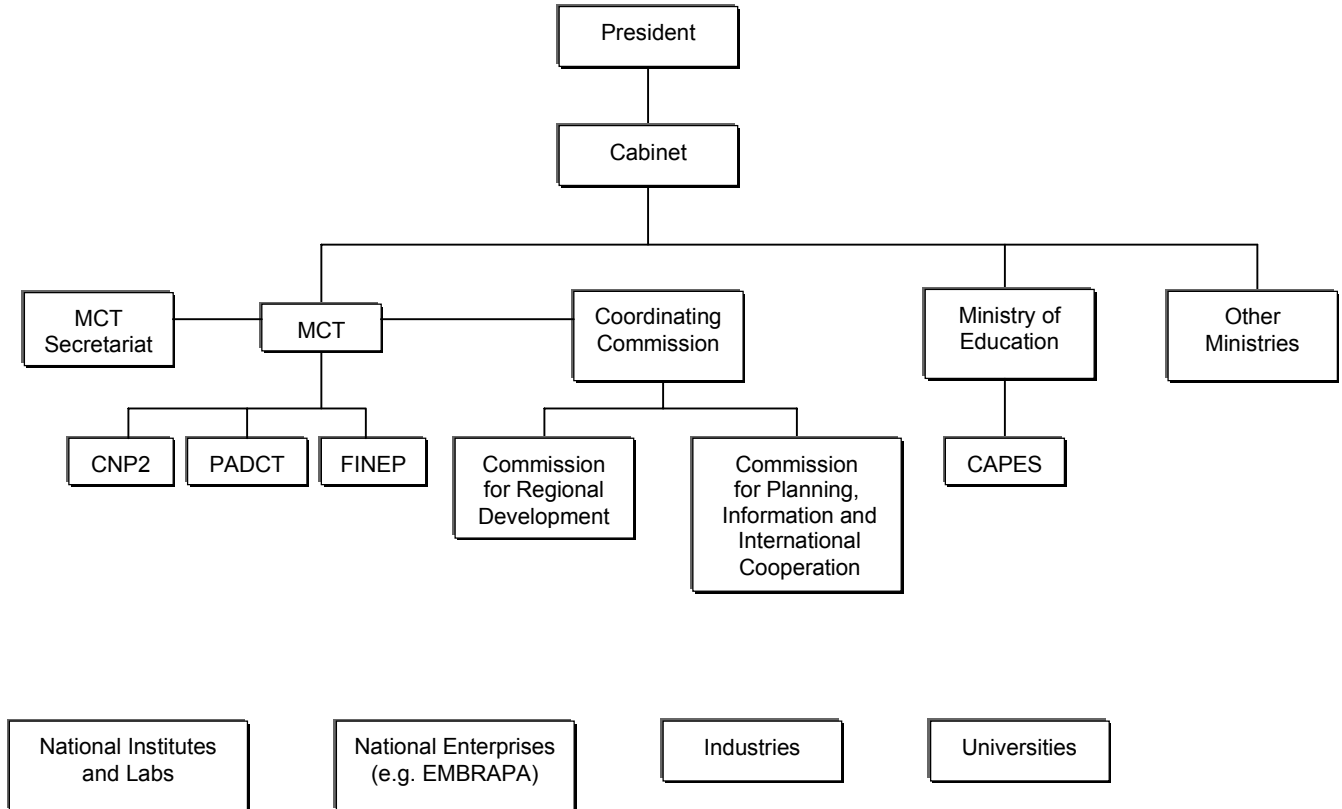 President
Cabinet
MCT
Secretariat
MCT
Coordinating
Commission
Ministry of
Education
Other
Ministries
CNP2
PADCT
FINEP
Commission
for Regional
Development
Commission
for Planning,
Information and
International
Cooperation
CAPES
National Institutes
and Labs
National Enterprises
(e.g. EMBRAPA)
Industries
Universities